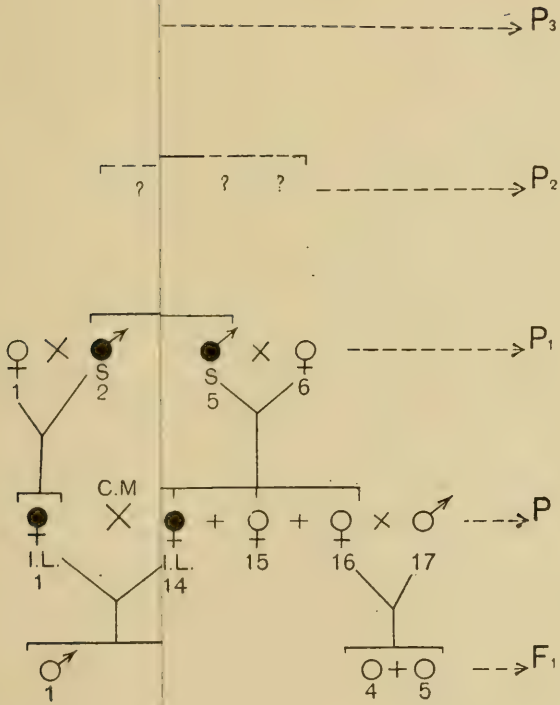 P3
? ? ? P2
♀ × ♂ ♂ × ♀ P1
1 S S 6
2 5
C.M
♀ × ♀ + ♀ + ♀ × ♂ P
I.L. I.L. 15 16 17
1 14
♂ ○ + ○ F1
1 4 5